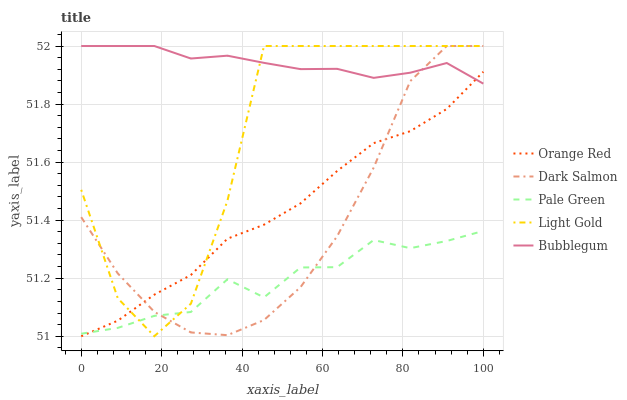 title
52
51.8
51.6
51.4
51.2
51
0
20
40
60
80
100
yaxis_label
xaxis_label
Orange Red
Dark Salmon
Pale Green
Light Gold
Bubblegum